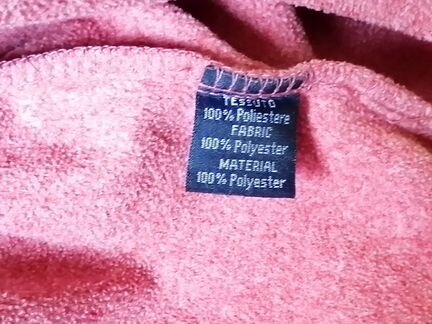 TESSUTO
100% Poliestere
FABRIC
100% Polyester
MATERIAL
100% Polyester